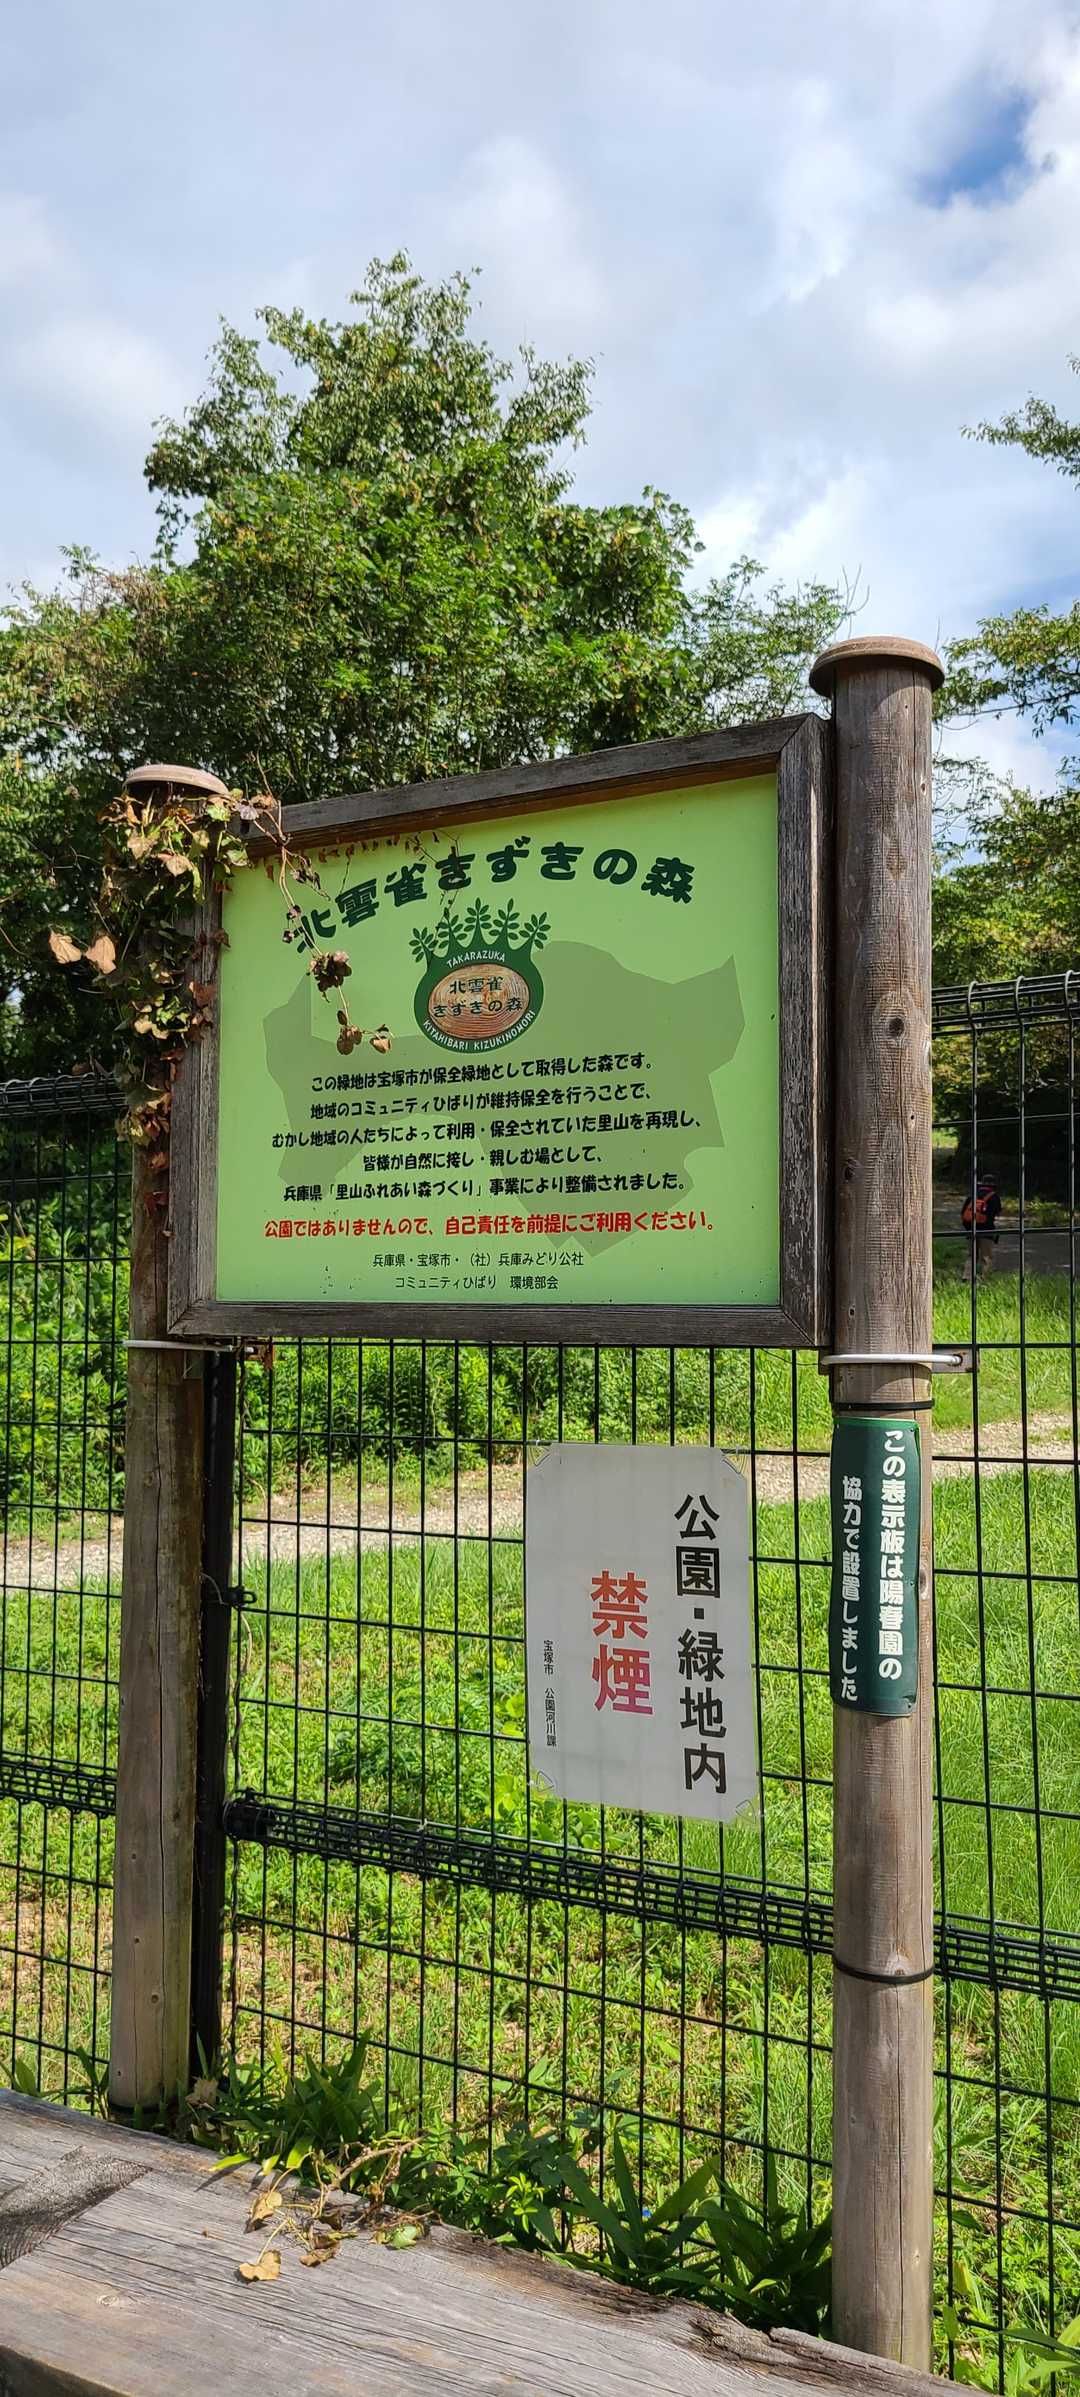 北雲雀きずきの森
TAKARAZUKA
北雲雀
きずきの森
KITAHIBARI KIZUKINOMORI
この緑地は宝塚市が保全緑地として取得した森です。
地域のコミュニティひばりが維持保全を行うことで、
むかし地域の人たちによって利用・保全されていた里山を再現し、
皆様が自然に接し・親しむ場として、
兵庫県「里山ふれあい森づくり」事業により整備されました。
公園ではありませんので、自己責任を前提にご利用ください。
兵庫県・宝塚市・（社）兵庫みどり公社
コミュニティひばり 環境部会
公園・緑地内
禁煙
宝塚市 公園河川課
この表示板は陽春園の
協力で設置しました